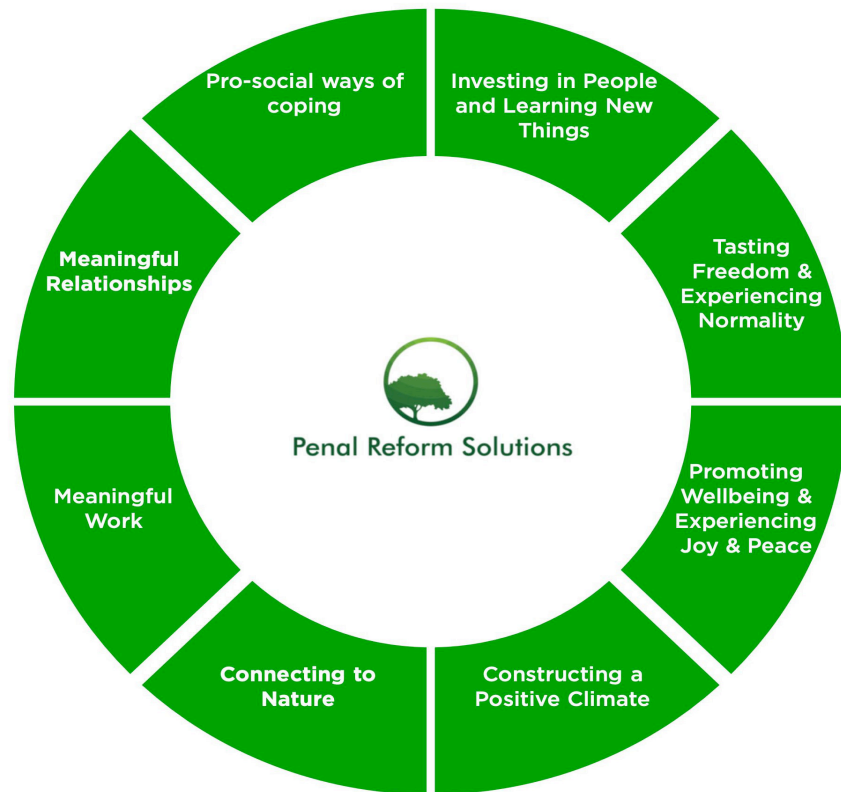 Pro-social ways of
coping
Investing in People
and Learning New
Things
Tasting
Freedom &
Experiencing
Normality
Promoting
Wellbeing &
Experiencing
Joy & Peace
Constructing a
Positive Climate
Connecting to
Nature
Meaningful
Work
Meaningful
Relationships
Penal Reform Solutions